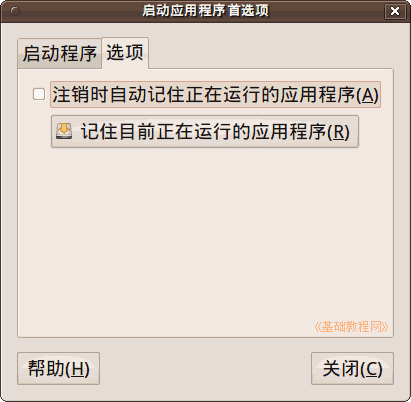 启动应用程序首选项
启动程序 选项
注销时自动记住正在运行的应用程序(A)
记住目前正在运行的应用程序(R)
《基础教程网》
帮助(H) 关闭(C)